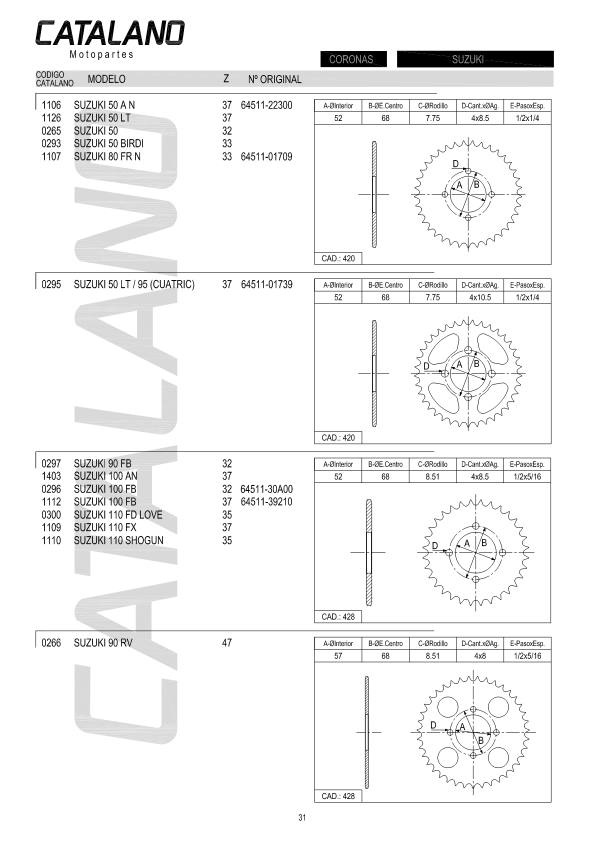 CATALANO
Motopartes
CORONAS SUZUKI
CODIGO CATALANO MODELO Z Nº ORIGINAL
1106 SUZUKI 50 A N 37 64511-22300
1126 SUZUKI 50 LT 37
0265 SUZUKI 50 32
0293 SUZUKI 50 BIRDI 33
1107 SUZUKI 80 FR N 33 64511-01709
A-ØInterior B-ØE.Centro C-ØRodillo D-Cant.xØAg. E-PasoxEsp.
52 68 7.75 4x8.5 1/2x1/4
D
A B
CAD.: 420
0295 SUZUKI 50 LT / 95 (CUATRIC) 37 64511-01739
A-ØInterior B-ØE.Centro C-ØRodillo D-Cant.xØAg. E-PasoxEsp.
52 68 7.75 4x10.5 1/2x1/4
D A B
CAD.: 420
0297 SUZUKI 90 FB 32
1403 SUZUKI 100 AN 37
0296 SUZUKI 100 FB 32 64511-30A00
1112 SUZUKI 100 FB 37 64511-39210
0300 SUZUKI 110 FD LOVE 35
1109 SUZUKI 110 FX 37
1110 SUZUKI 110 SHOGUN 35
A-ØInterior B-ØE.Centro C-ØRodillo D-Cant.xØAg. E-PasoxEsp.
52 68 8.51 4x8.5 1/2x5/16
D A B
CAD.: 428
0266 SUZUKI 90 RV 47
A-ØInterior B-ØE.Centro C-ØRodillo D-Cant.xØAg. E-PasoxEsp.
57 68 8.51 4x8 1/2x5/16
D A
B
CAD.: 428
CATALANO
31